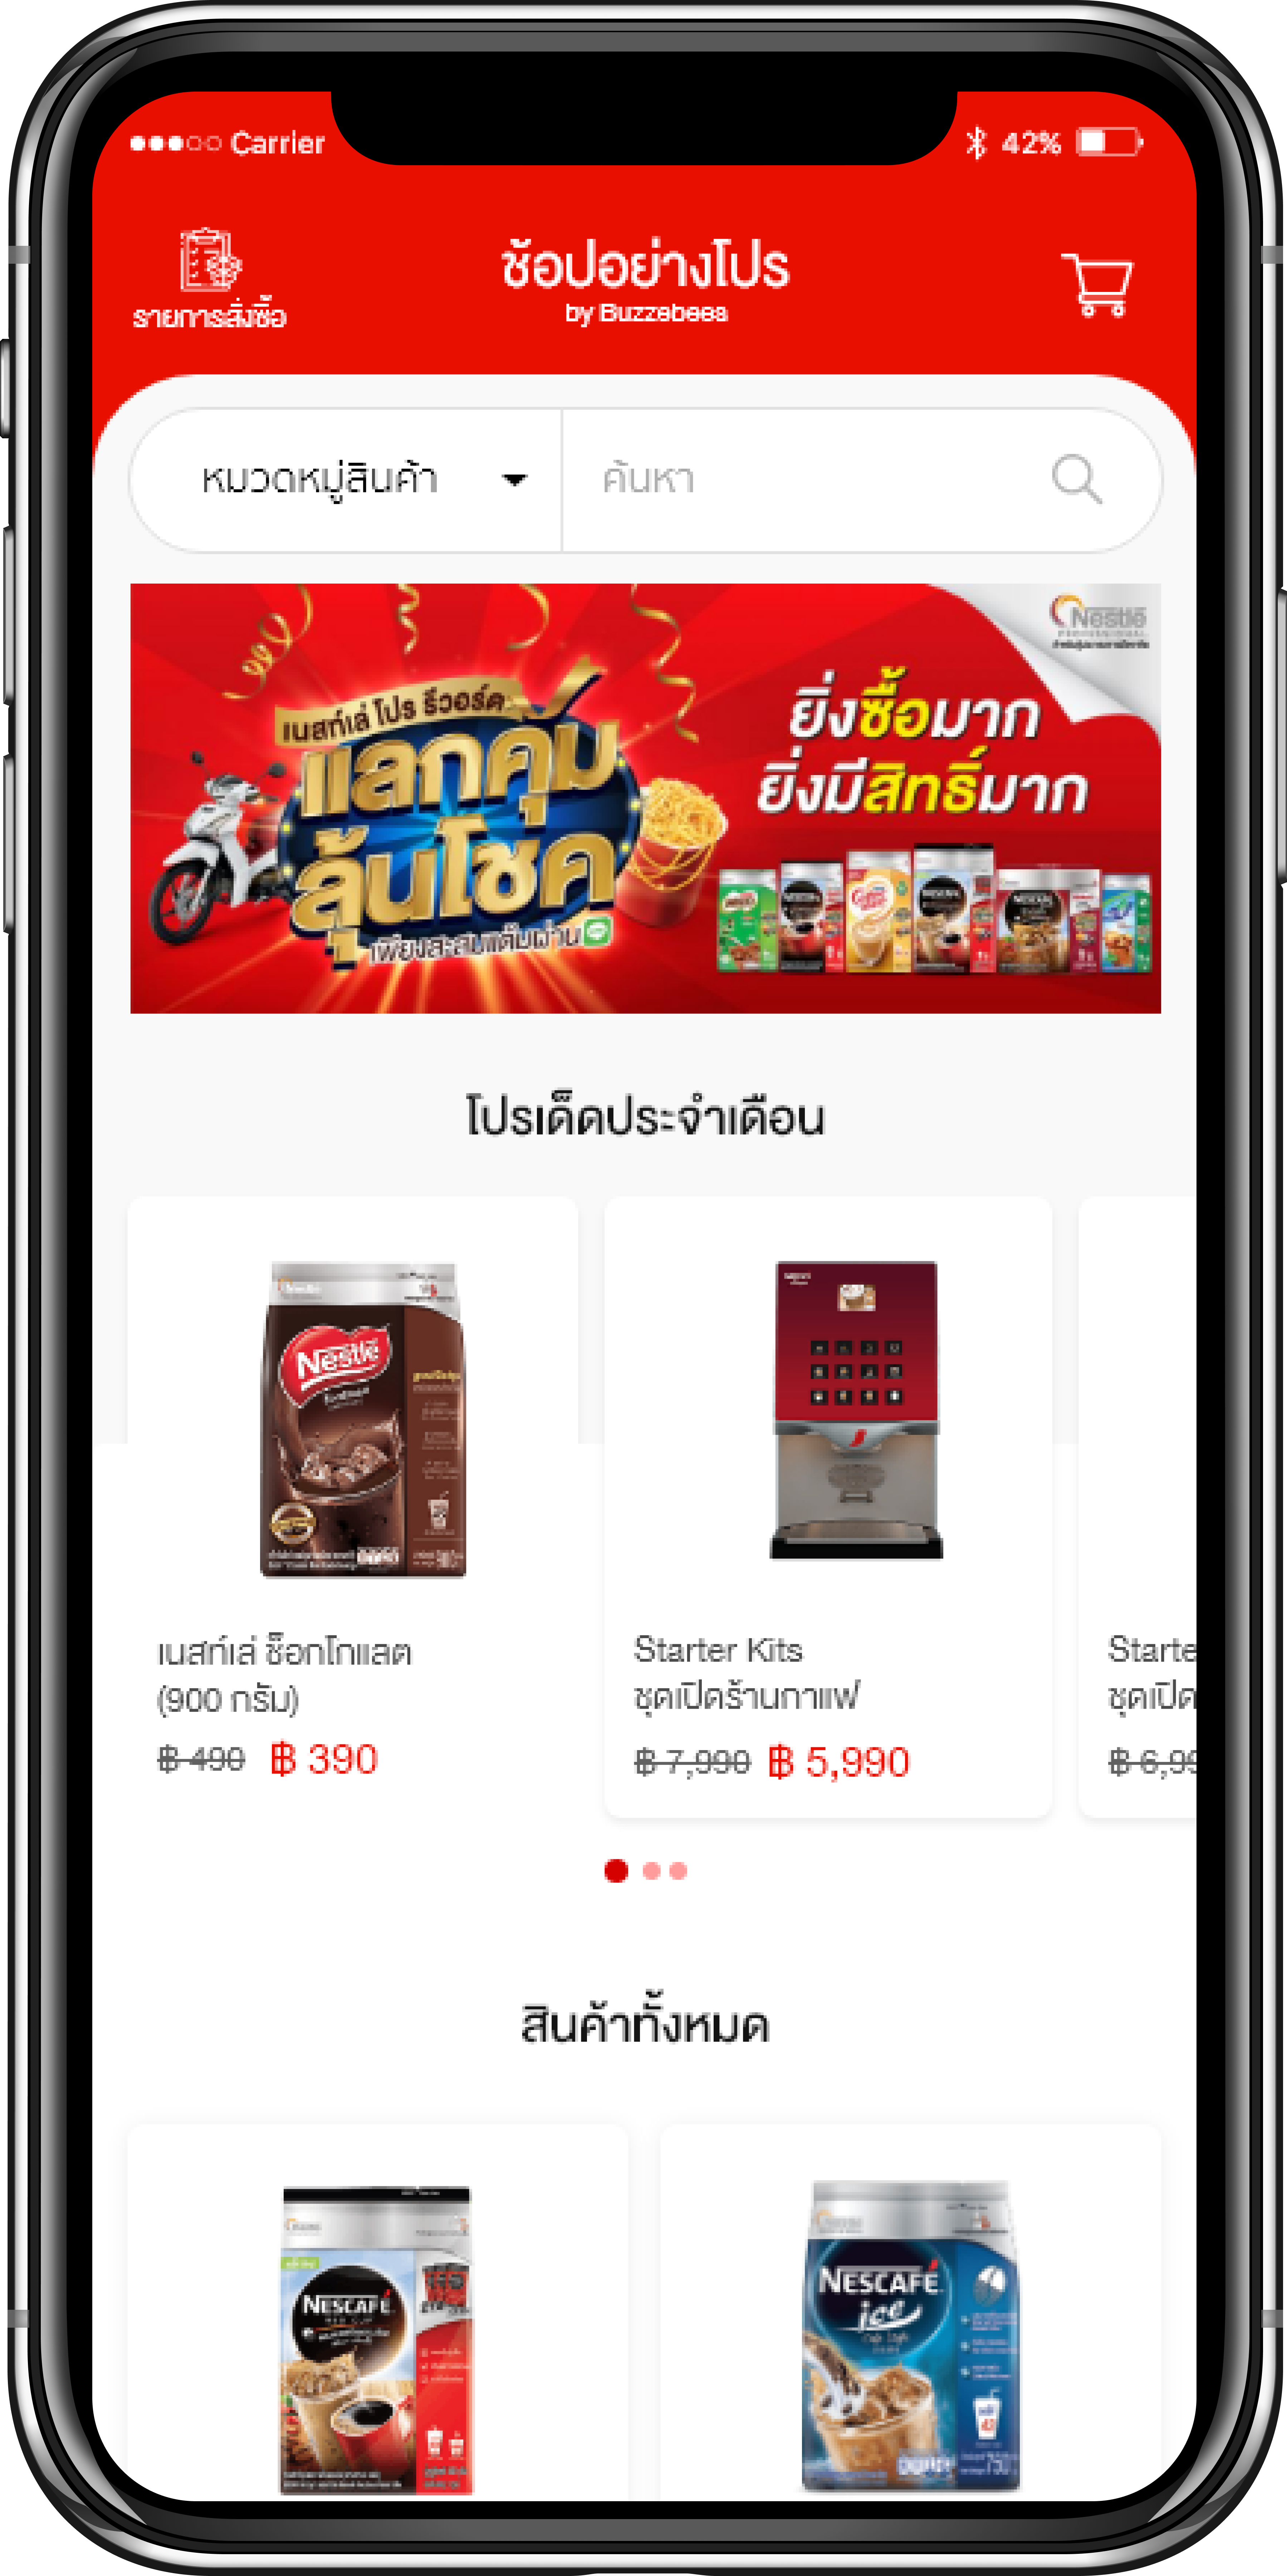 Carrier
42%
รายการสั่งซื้อ
ช้อปอย่างโปร
by Buzzebees
หมวดหมู่สินค้า
ค้นหา
Nestlé
PROFESSIONAL
เนสท์เล่ โปร รีวอร์ด
แลกคุ้ม
ลุ้นโชค
เพียงสะสมแต้มผ่าน
ยิ่งซื้อมาก
ยิ่งมีสิทธิ์มาก
โปรเด็ดประจำเดือน
Nestlé
เนสท์เล่ ช็อกโกแลต
(900 กรัม)
฿ 490 ฿ 390
Starter Kits
ชุดเปิดร้านกาแฟ
฿ 7,990 ฿ 5,990
Starte
ชุดเปิด
฿ 6,99
สินค้าทั้งหมด
NESCAFÉ
RED CUP
NESCAFÉ
ice